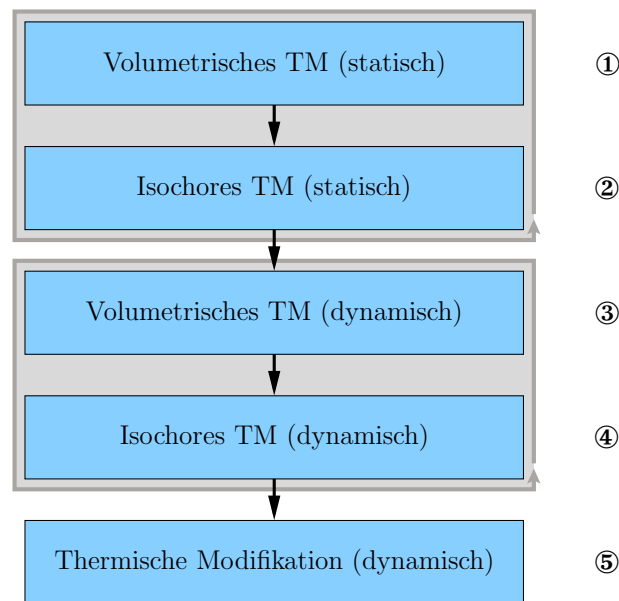 Volumetrisches TM (statisch) ①
Isochores TM (statisch) ②
Volumetrisches TM (dynamisch) ③
Isochores TM (dynamisch) ④
Thermische Modifikation (dynamisch) ⑤